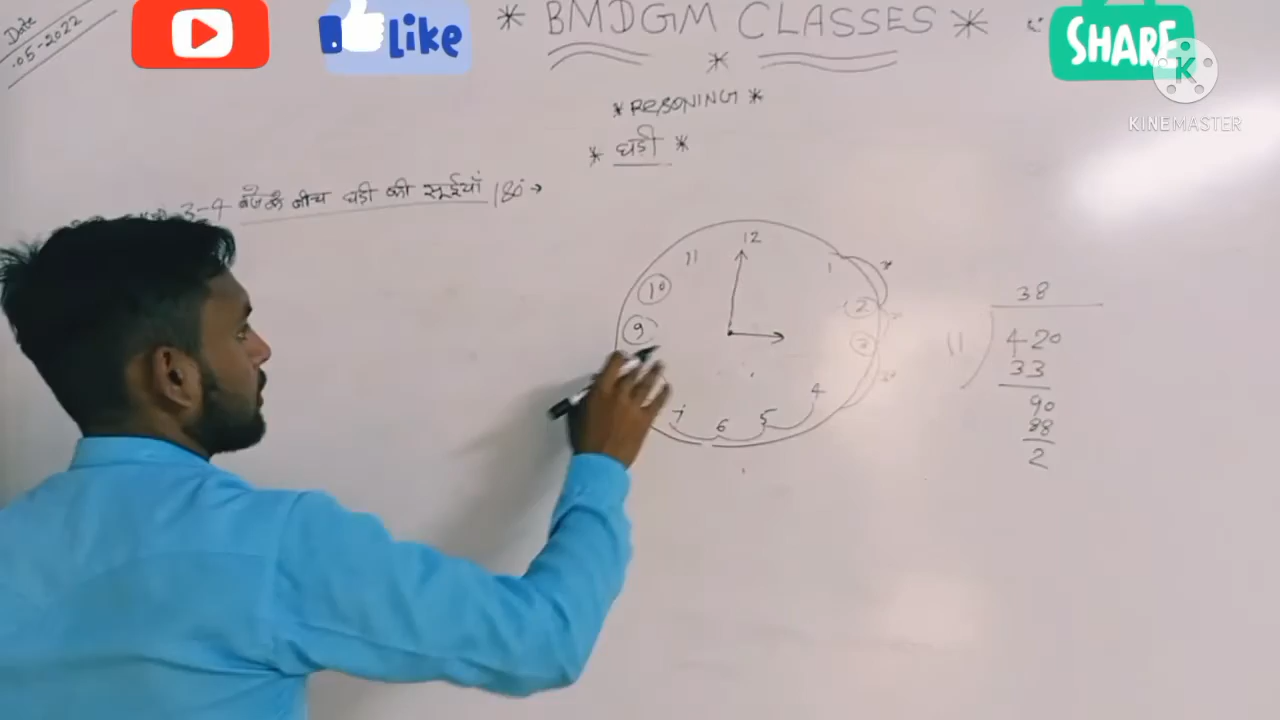 Date
.05-2022
Like
* BMDGM CLASSES *
*
SHARE
K
KINEMASTER
* RESONING *
* घड़ी *
3-4 बजे के बीच घड़ी की सूईयाँ 180° →
12
11
1
10
2
9
3
4
7
6
5
38
11) 420
33
90
88
2